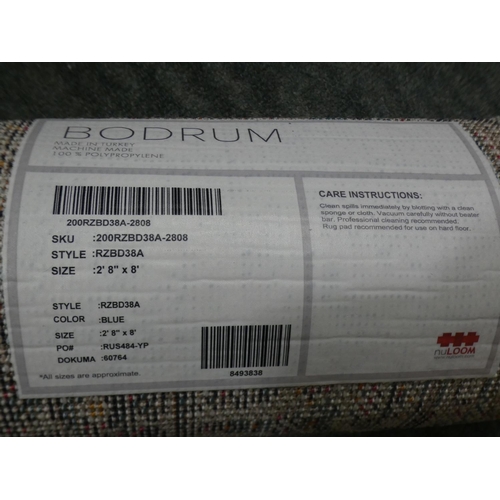 BODRUM
MADE IN TURKEY
MACHINE MADE
100 % POLYPROPYLENE
200RZBD38A-2808
SKU :200RZBD38A-2808
STYLE :RZBD38A
SIZE :2' 8" x 8'
STYLE :RZBD38A
COLOR :BLUE
SIZE :2' 8" x 8'
PO# :RUS484-YP
DOKUMA :60764
*All sizes are approximate.
8493838
CARE INSTRUCTIONS:
Clean spills immediately by blotting with a clean
sponge or cloth. Vacuum carefully without beater
bar. Professional cleaning recommended.
Rug pad recommended for use on hard floor.
nuLOOM